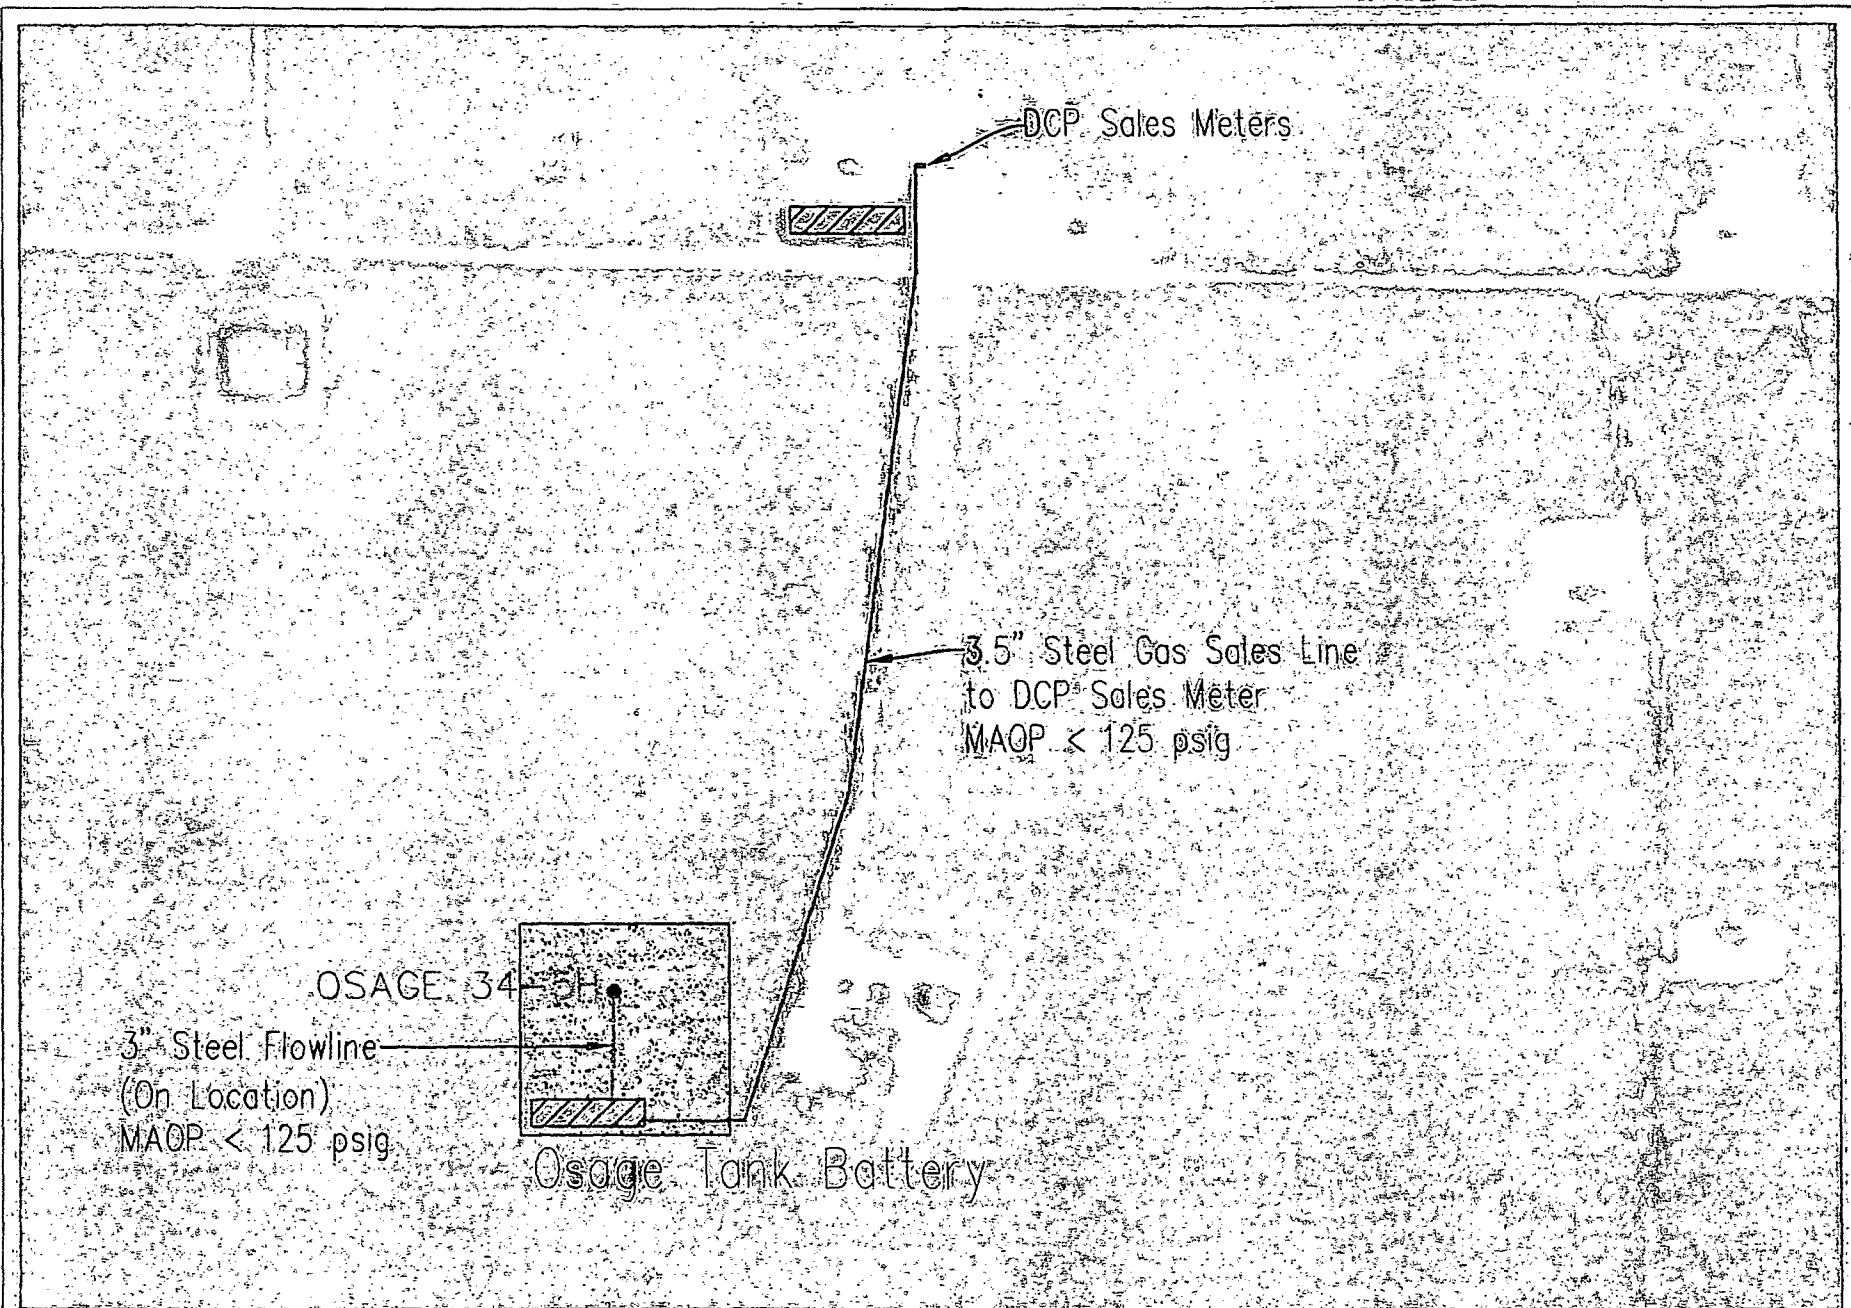 DCP Sales Meters
3.5" Steel Gas Sales Line
to DCP Sales Meter
MAOP < 125 psig
OSAGE 34-5H
3" Steel Flowline
(On Location)
MAOP < 125 psig
Osage Tank Battery